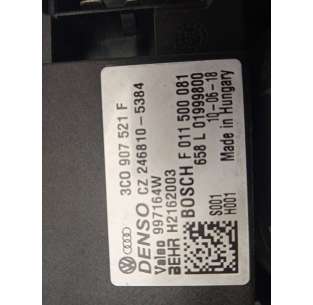 3C0 907 521 F
DENSO CZ 246810-5384
Valeo 997164W
BEHR H2162003
BOSCH F 011 500 081
658 L 01999800
10-06-18
Made in Hungary
S001
H001